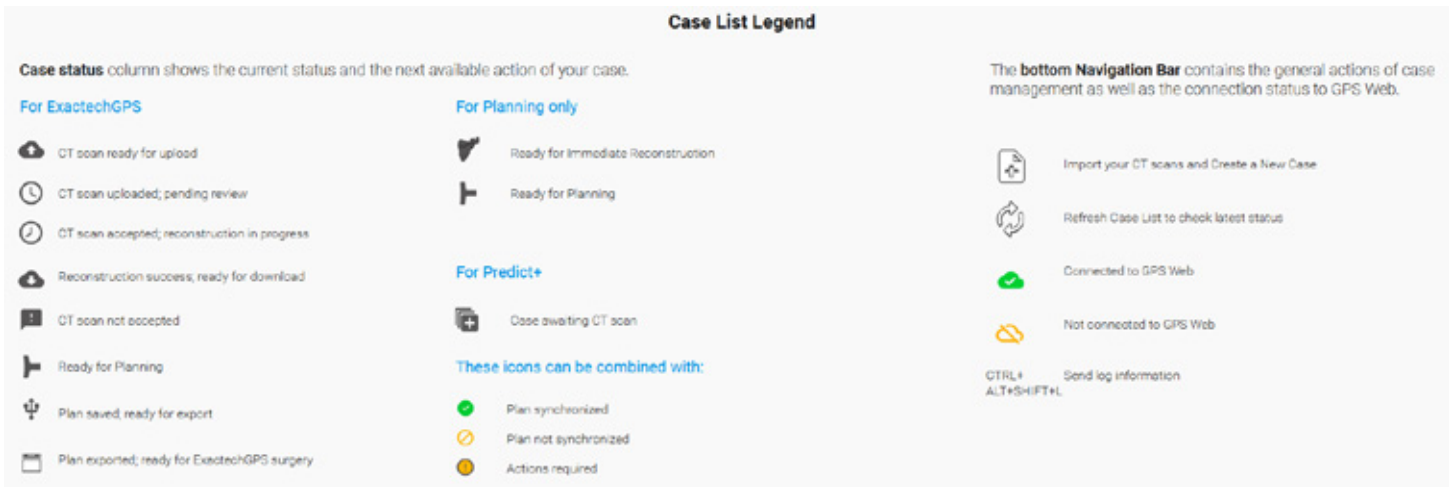 Case List Legend
Case status column shows the current status and the next available action of your case.
For ExactechGPS
CT scan ready for upload
CT scan uploaded; pending review
CT scan accepted; reconstruction in progress
Reconstruction success; ready for download
CT scan not accepted
Ready for Planning
Plan saved; ready for export
Plan exported; ready for ExactechGPS surgery
For Planning only
Ready for Immediate Reconstruction
Ready for Planning
For Predict+
Case awaiting CT scan
These icons can be combined with:
Plan synchronized
Plan not synchronized
Actions required
The bottom Navigation Bar contains the general actions of case
management as well as the connection status to GPS Web.
Import your CT scans and Create a New Case
Refresh Case List to check latest status
Connected to GPS Web
Not connected to GPS Web
CTRL+ Send log information
ALT+SHIFT+L